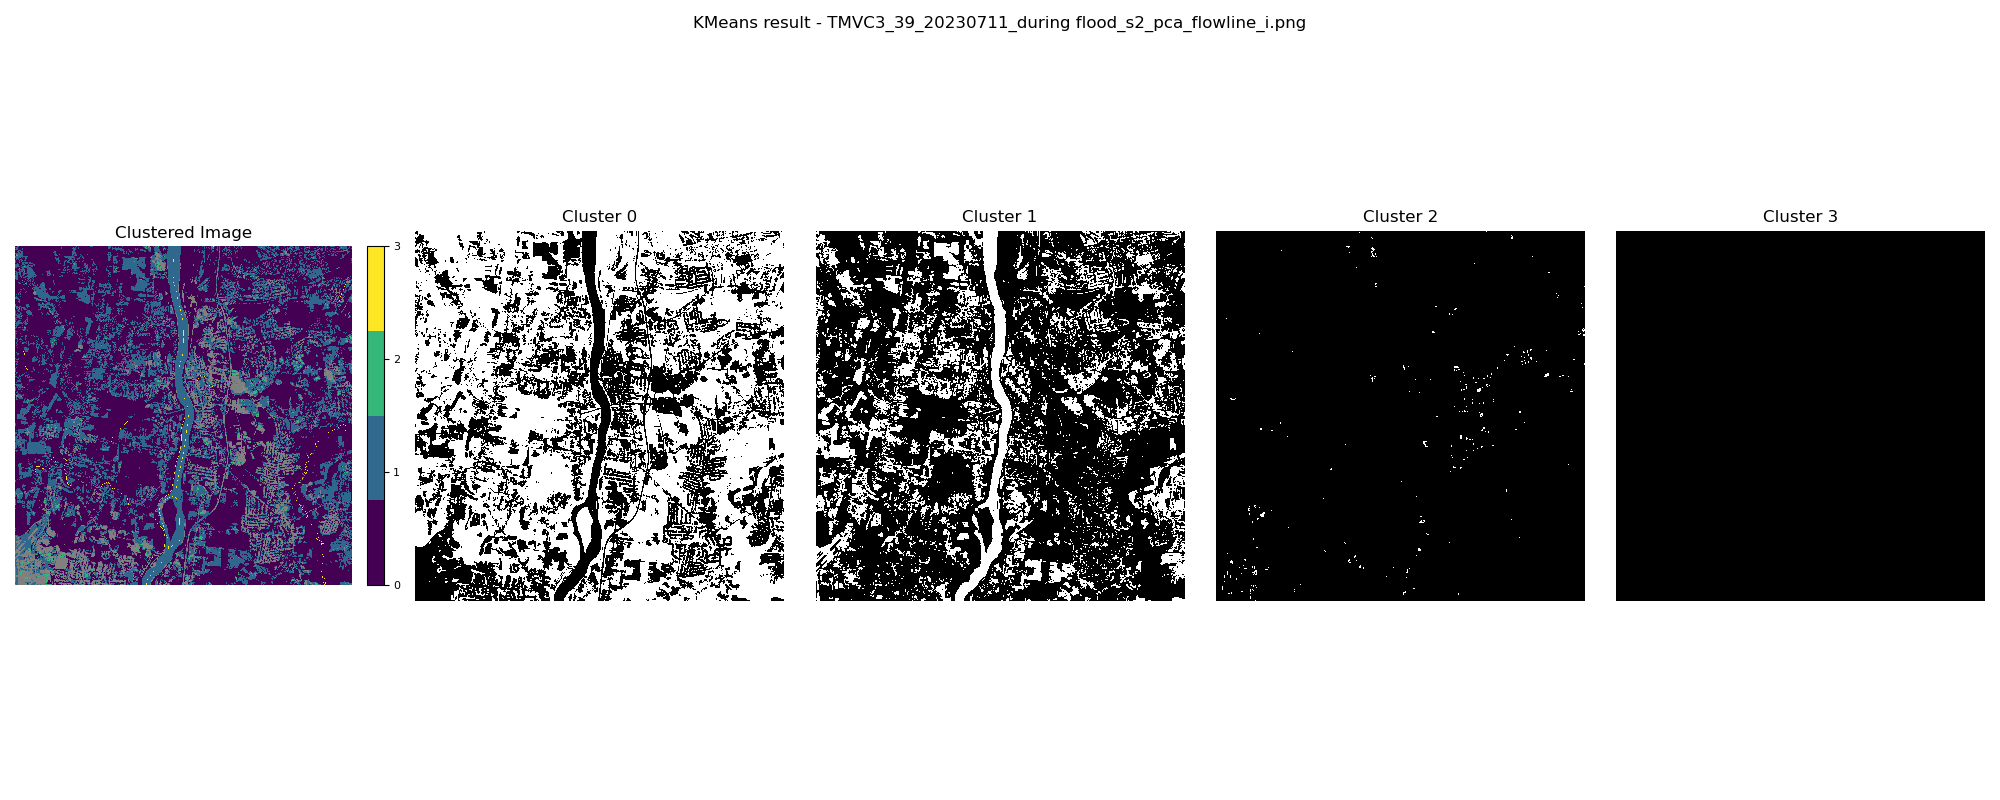 KMeans result - TMVC3_39_20230711_during flood_s2_pca_flowline_i.png
Clustered Image
Cluster 0
Cluster 1
Cluster 2
Cluster 3
3
2
1
0